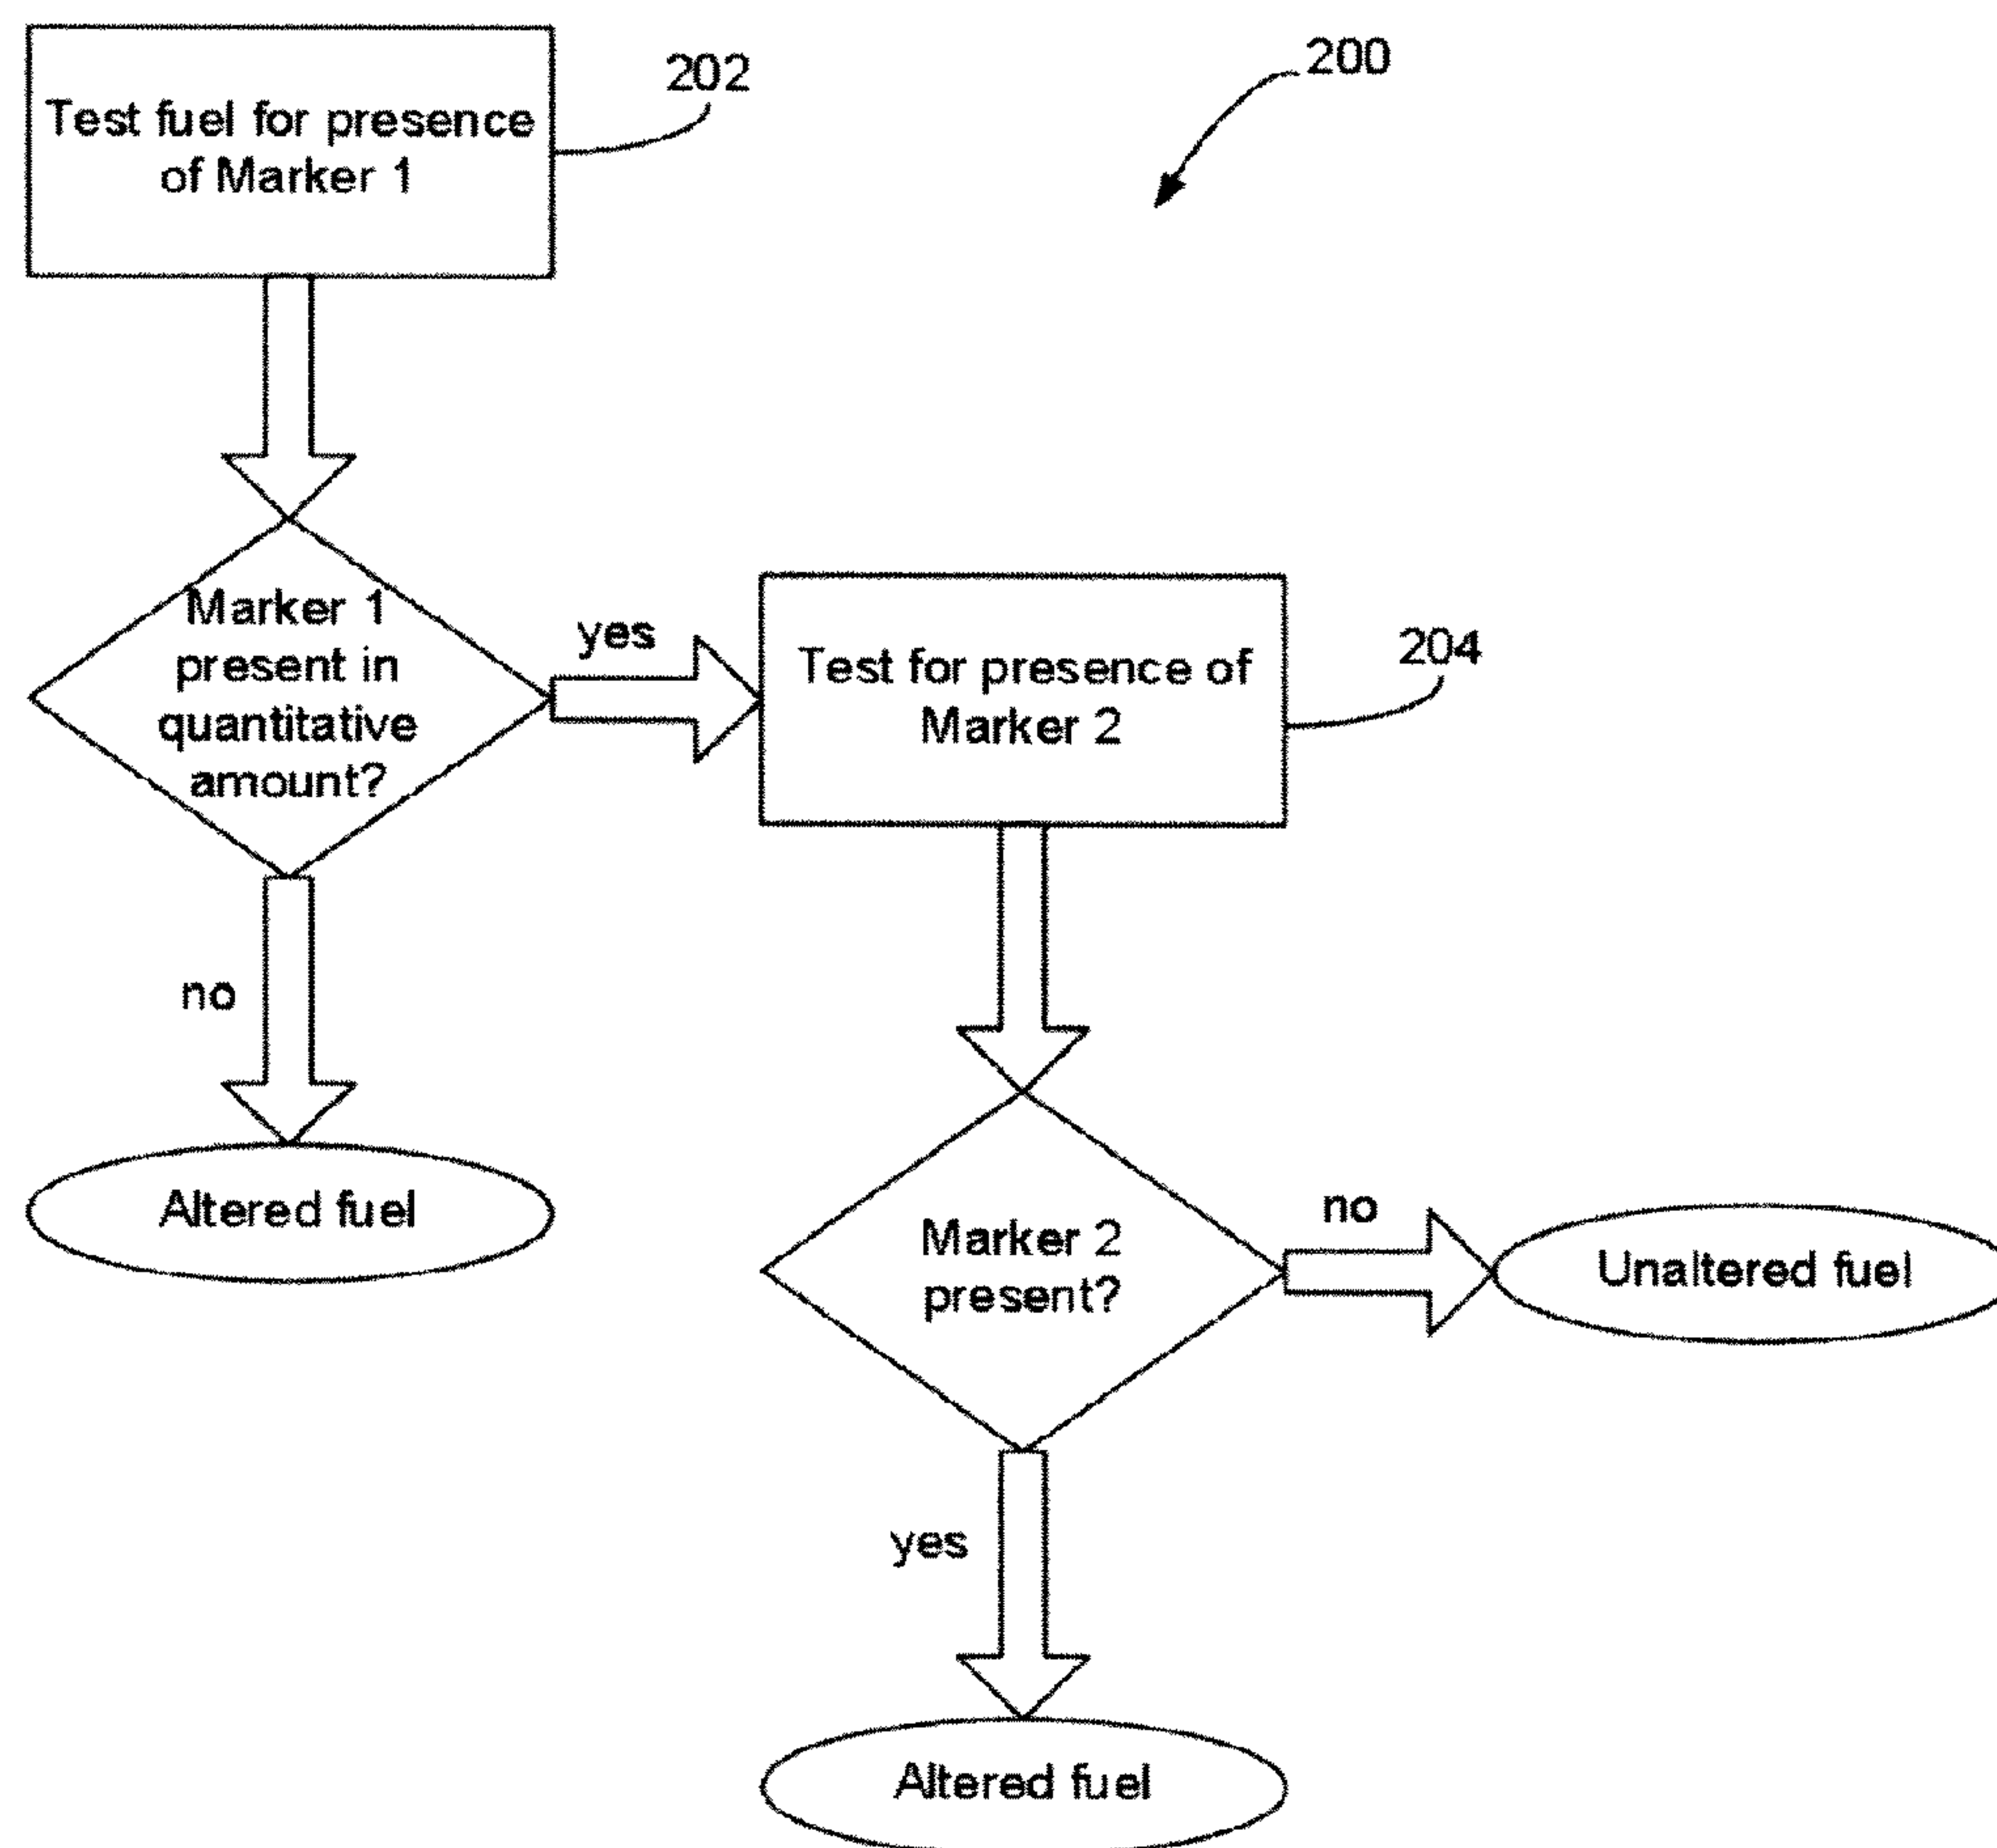 202
200
Test fuel for presence
of Marker 1
Marker 1
present in
quantitative
amount?
yes
Test for presence of
Marker 2
204
no
Altered fuel
Marker 2
present?
no
Unaltered fuel
yes
Altered fuel